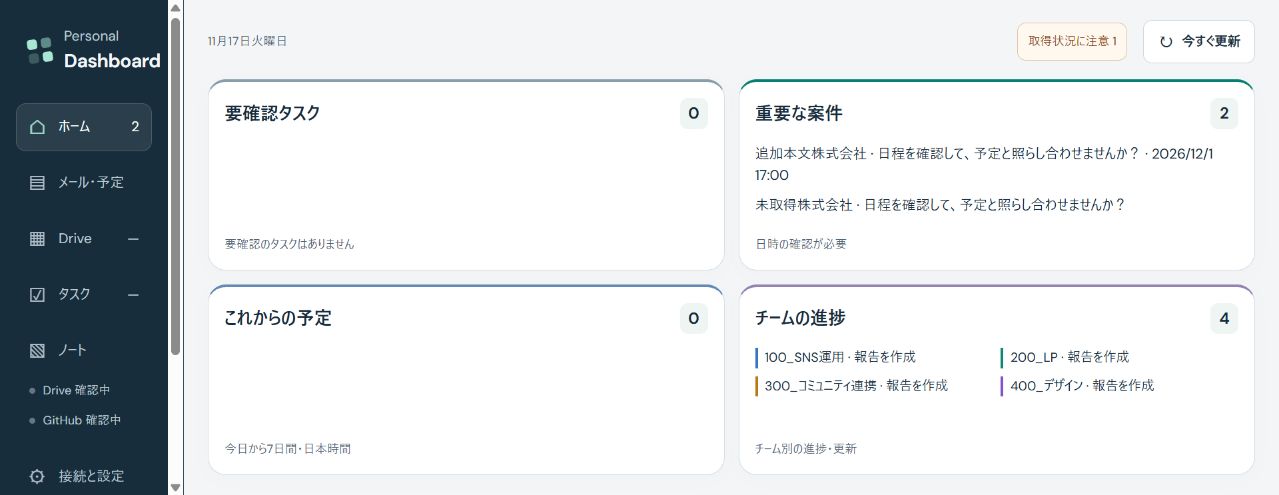 Personal
Dashboard
ホーム 2
メール・予定
Drive —
タスク —
ノート
Drive 確認中
GitHub 確認中
接続と設定
11月17日火曜日
取得状況に注意 1
今すぐ更新
要確認タスク 0
要確認のタスクはありません
重要な案件 2
追加本文株式会社 · 日程を確認して、予定と照らし合わせませんか？ · 2026/12/1
17:00
未取得株式会社 · 日程を確認して、予定と照らし合わせませんか？
日時の確認が必要
これからの予定 0
今日から7日間・日本時間
チームの進捗 4
100_SNS運用 · 報告を作成
200_LP · 報告を作成
300_コミュニティ連携 · 報告を作成
400_デザイン · 報告を作成
チーム別の進捗・更新